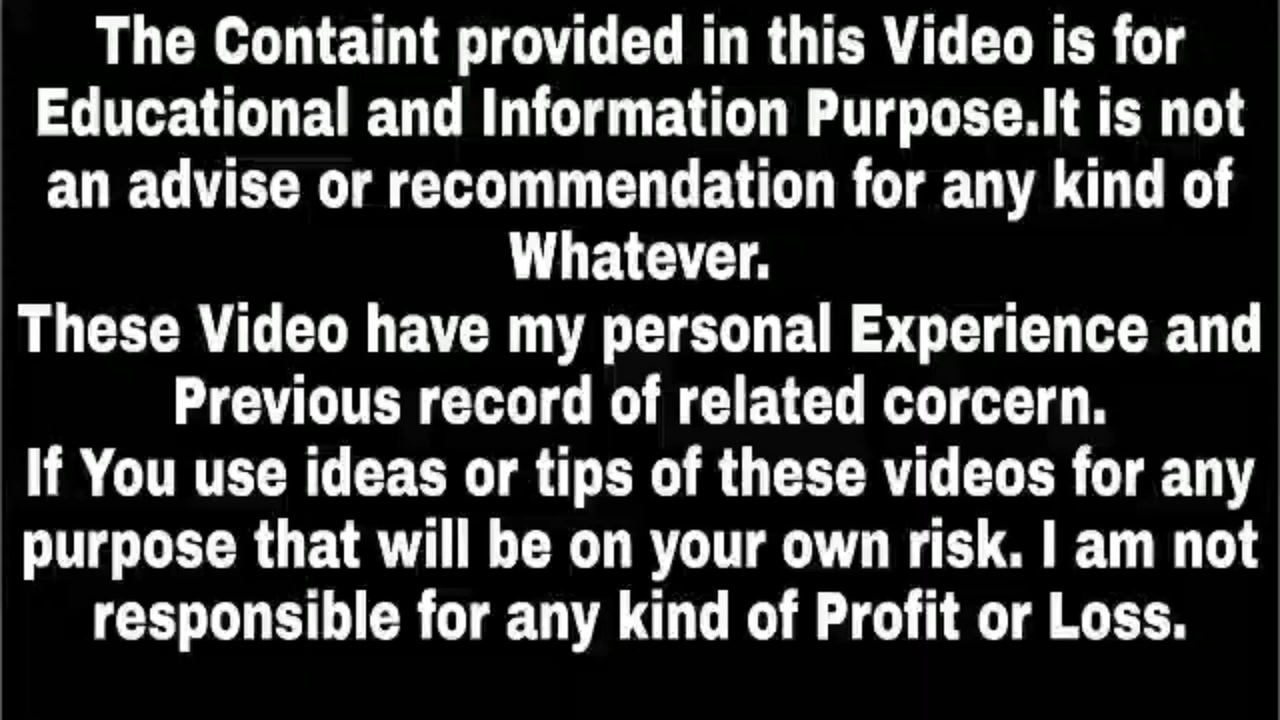 The Containt provided in this Video is for
Educational and Information Purpose.It is not
an advise or recommendation for any kind of
Whatever.
These Video have my personal Experience and
Previous record of related corcern.
If You use ideas or tips of these videos for any
purpose that will be on your own risk. I am not
responsible for any kind of Profit or Loss.